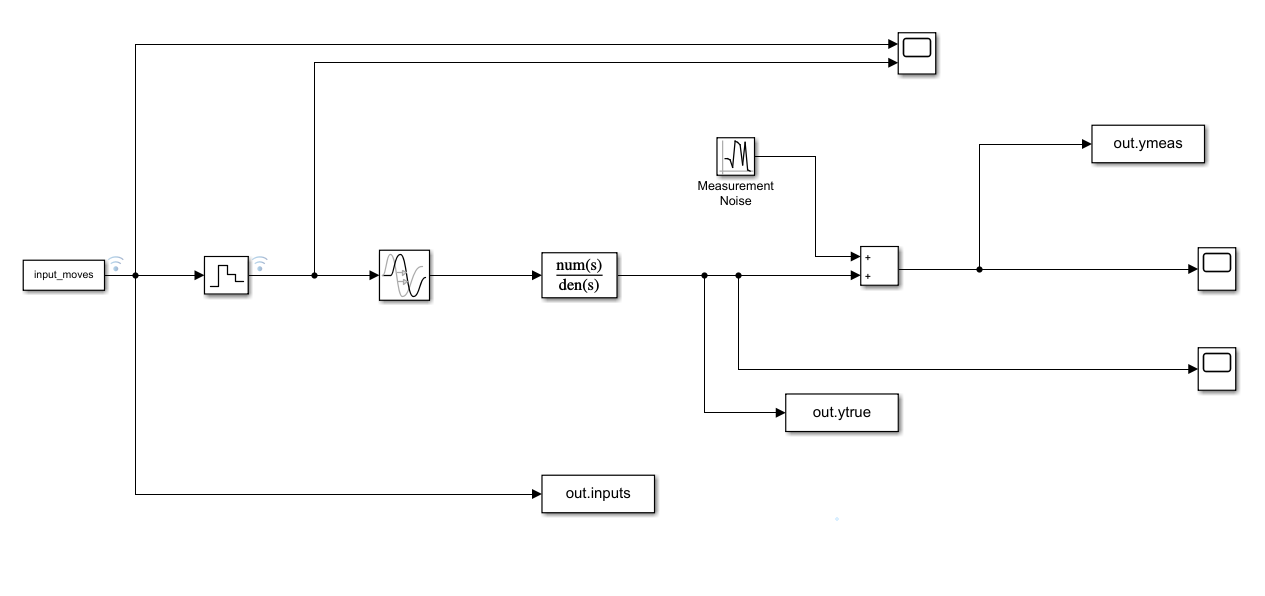 out.ymeas
Measurement
Noise
+
+
input_moves
num(s)
den(s)
out.ytrue
out.inputs